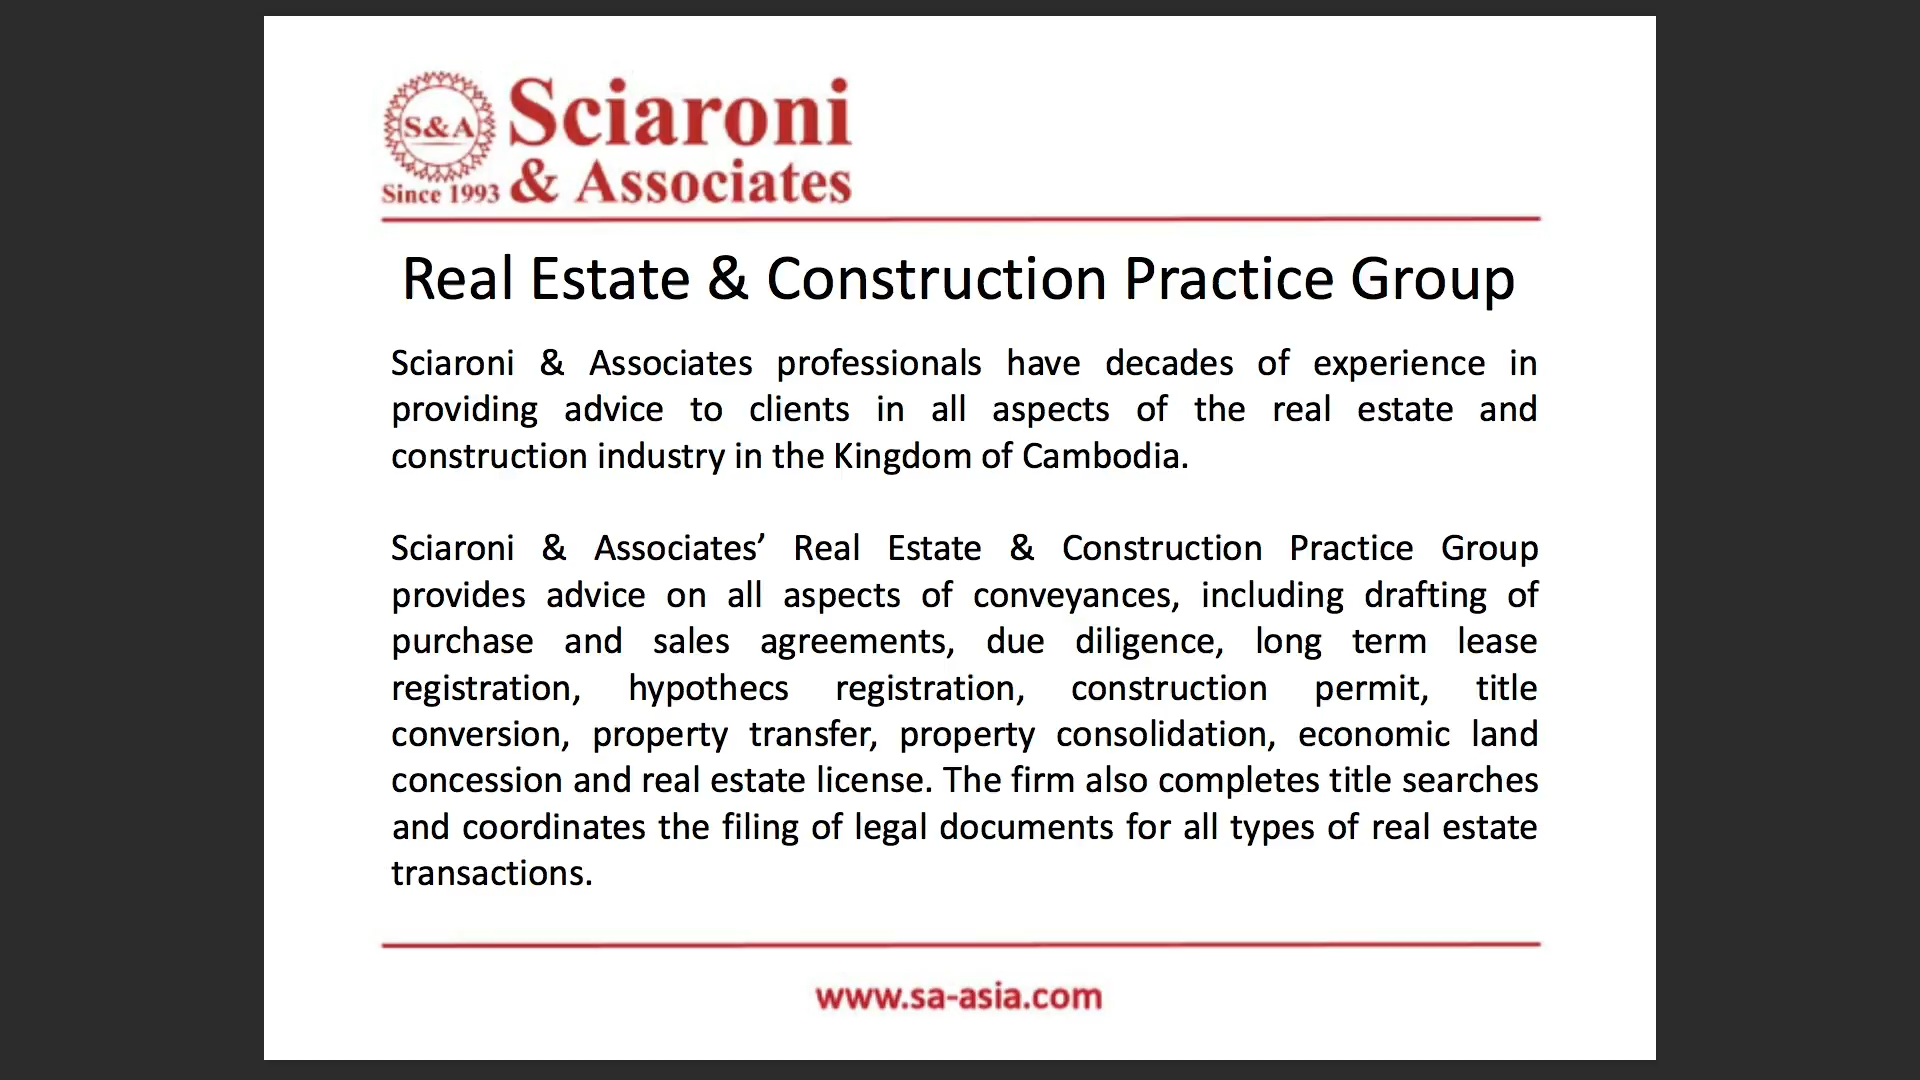 S&A
Since 1993
Sciaroni
& Associates
Real Estate & Construction Practice Group
Sciaroni & Associates professionals have decades of experience in
providing advice to clients in all aspects of the real estate and
construction industry in the Kingdom of Cambodia.
Sciaroni & Associates’ Real Estate & Construction Practice Group
provides advice on all aspects of conveyances, including drafting of
purchase and sales agreements, due diligence, long term lease
registration, hypothecs registration, construction permit, title
conversion, property transfer, property consolidation, economic land
concession and real estate license. The firm also completes title searches
and coordinates the filing of legal documents for all types of real estate
transactions.
www.sa-asia.com